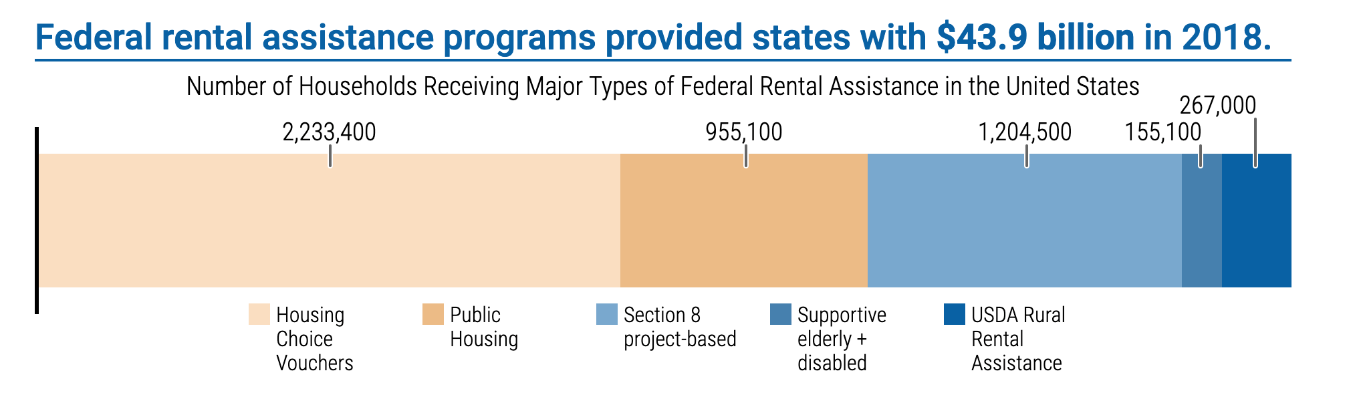 Federal rental assistance programs provided states with $43.9 billion in 2018.
Number of Households Receiving Major Types of Federal Rental Assistance in the United States
267,000
2,233,400 955,100 1,204,500 155,100
Housing Choice Vouchers
Public Housing
Section 8 project-based
Supportive elderly + disabled
USDA Rural Rental Assistance